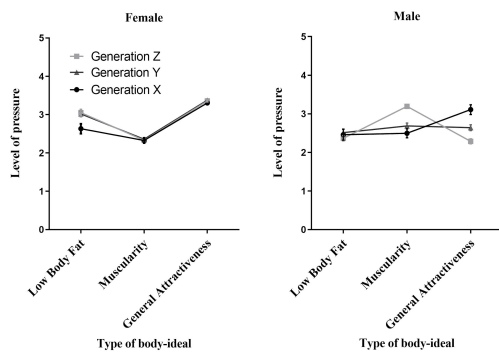 Female
Level of pressure
5
4
3
2
1
0
Generation Z
Generation Y
Generation X
Low Body Fat
Muscularity
General Attractiveness
Type of body-ideal
Male
Level of pressure
5
4
3
2
1
0
Low Body Fat
Muscularity
General Attractiveness
Type of body-ideal